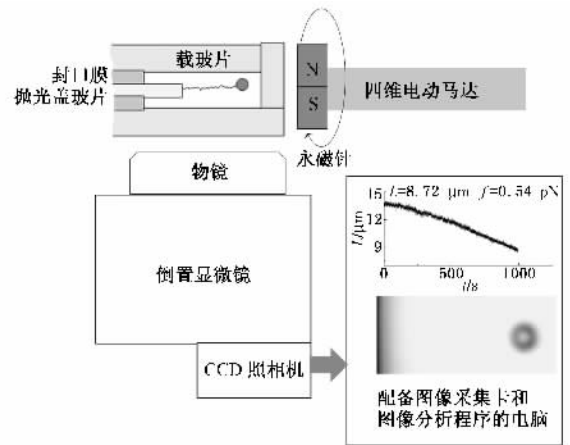 载玻片
封口膜
抛光盖玻片
N
S
四维电动马达
永磁针
物镜
倒置显微镜
CCD 照相机
l=8.72 μm f=0.54 pN
15
12
9
l/μm
0 500 1000
t/s
配备图像采集卡和
图像分析程序的电脑